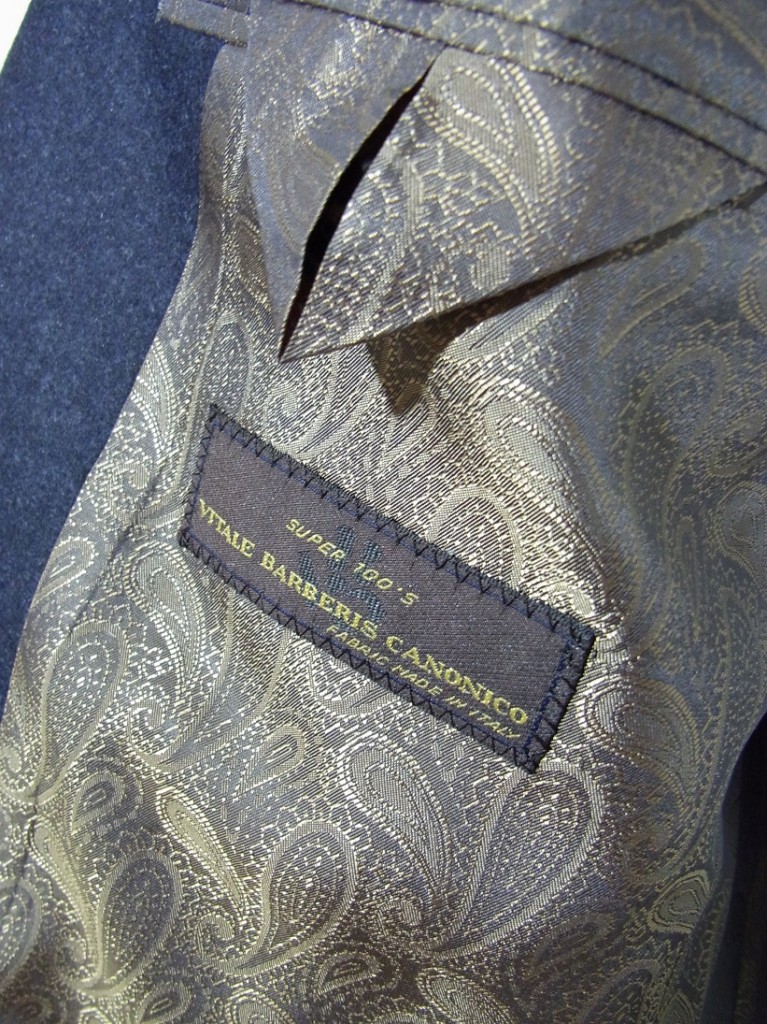 SUPER 100'S
VITALE BARBERIS CANONICO
FABRIC MADE IN ITALY